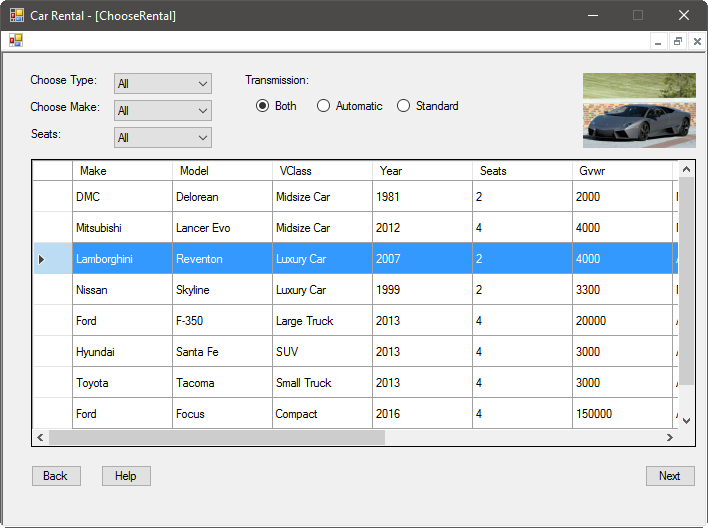 Car Rental - [ChooseRental]
Choose Type: All Transmission:
Choose Make: All Both Automatic Standard
Seats: All
Make Model VClass Year Seats Gvwr
DMC Delorean Midsize Car 1981 2 2000
Mitsubishi Lancer Evo Midsize Car 2012 4 4000
Lamborghini Reventon Luxury Car 2007 2 4000
Nissan Skyline Luxury Car 1999 2 3300
Ford F-350 Large Truck 2013 4 20000
Hyundai Santa Fe SUV 2013 4 3000
Toyota Tacoma Small Truck 2013 4 3000
Ford Focus Compact 2016 4 150000
Back Help Next